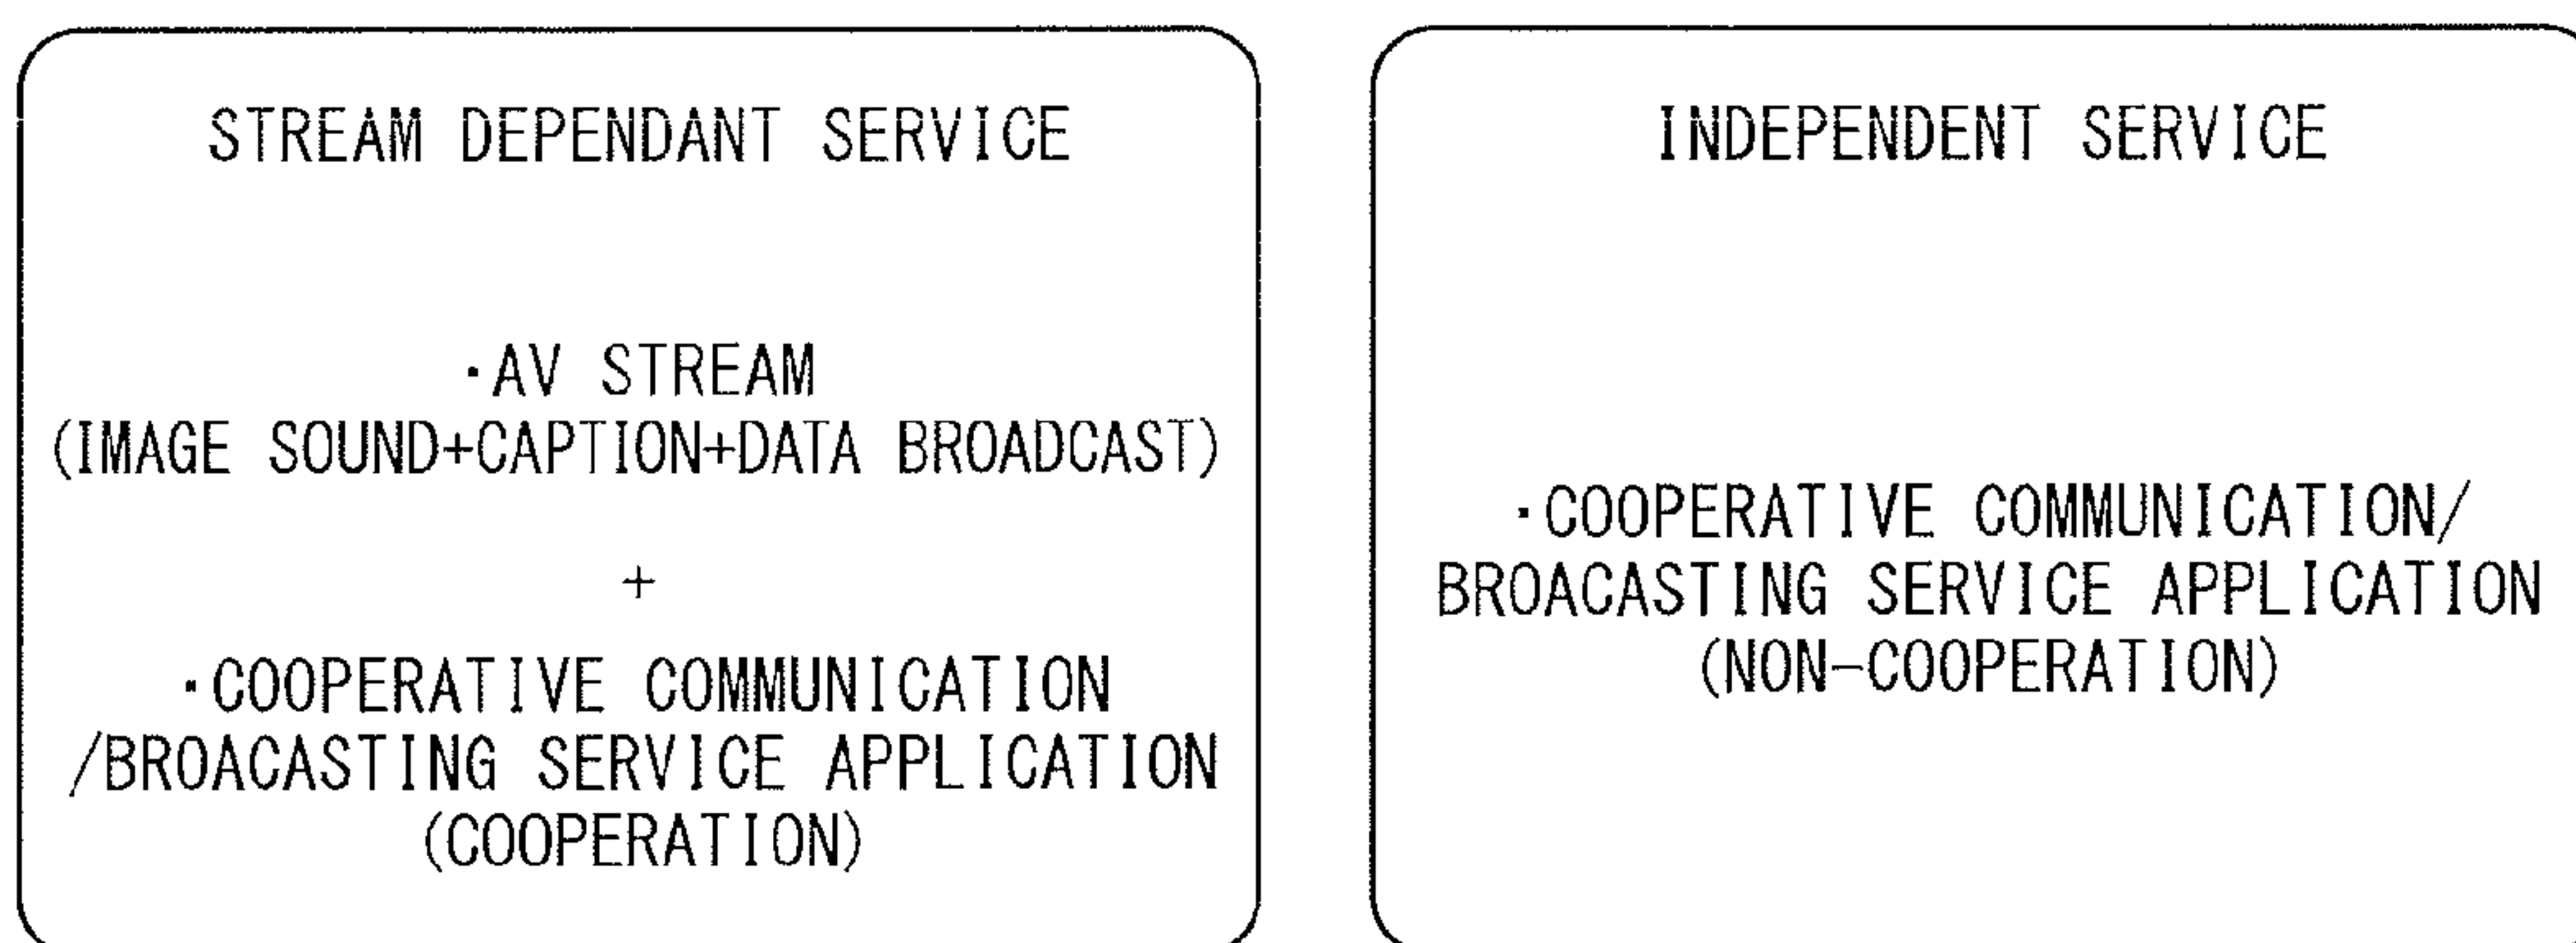 STREAM DEPENDANT SERVICE
・AV STREAM
(IMAGE SOUND+CAPTION+DATA BROADCAST)
+
・COOPERATIVE COMMUNICATION
/BROACASTING SERVICE APPLICATION
(COOPERATION)
INDEPENDENT SERVICE
・COOPERATIVE COMMUNICATION/
BROACASTING SERVICE APPLICATION
(NON-COOPERATION)